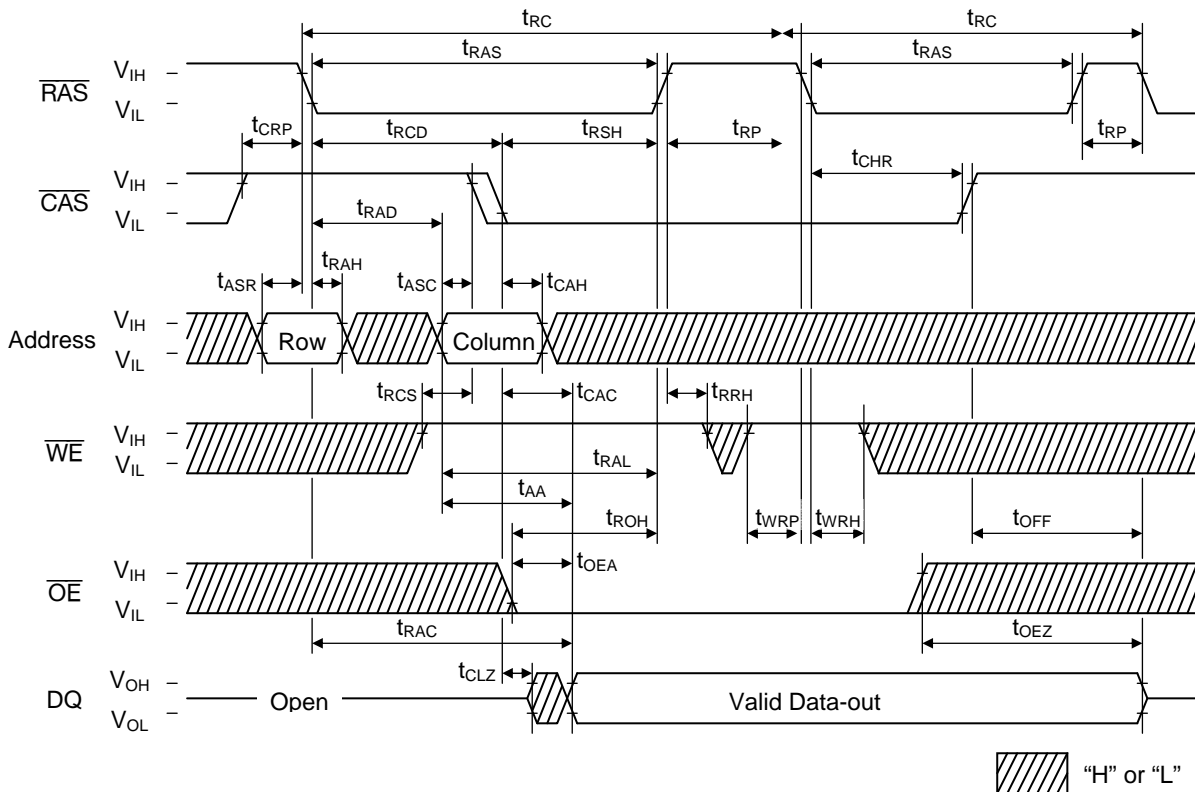 tRC tRC
tRAS tRAS
RAS VIH
VIL
tCRP tRCD tRSH tRP tRP
tCHR
CAS VIH
VIL
tRAD
tASR tRAH tASC tCAH
Address VIH
VIL
Row Column
tRCS tCAC tRRH
WE VIH
VIL
tRAL
tAA
tROH tWRP tWRH tOFF
tOEA
OE VIH
VIL
tRAC tOEZ
tCLZ
DQ VOH
VOL
Open Valid Data-out
“H” or “L”